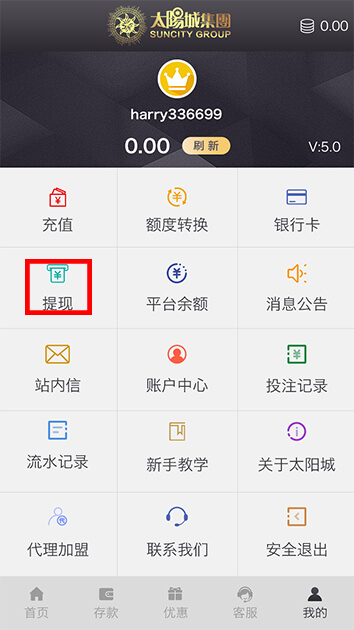 太陽城集團
SUNCITY GROUP
0.00
harry336699
0.00
刷新
V:5.0
充值
额度转换
银行卡
提现
平台余额
消息公告
站内信
账户中心
投注记录
流水记录
新手教学
关于太阳城
代理加盟
联系我们
安全退出
首页
存款
优惠
客服
我的